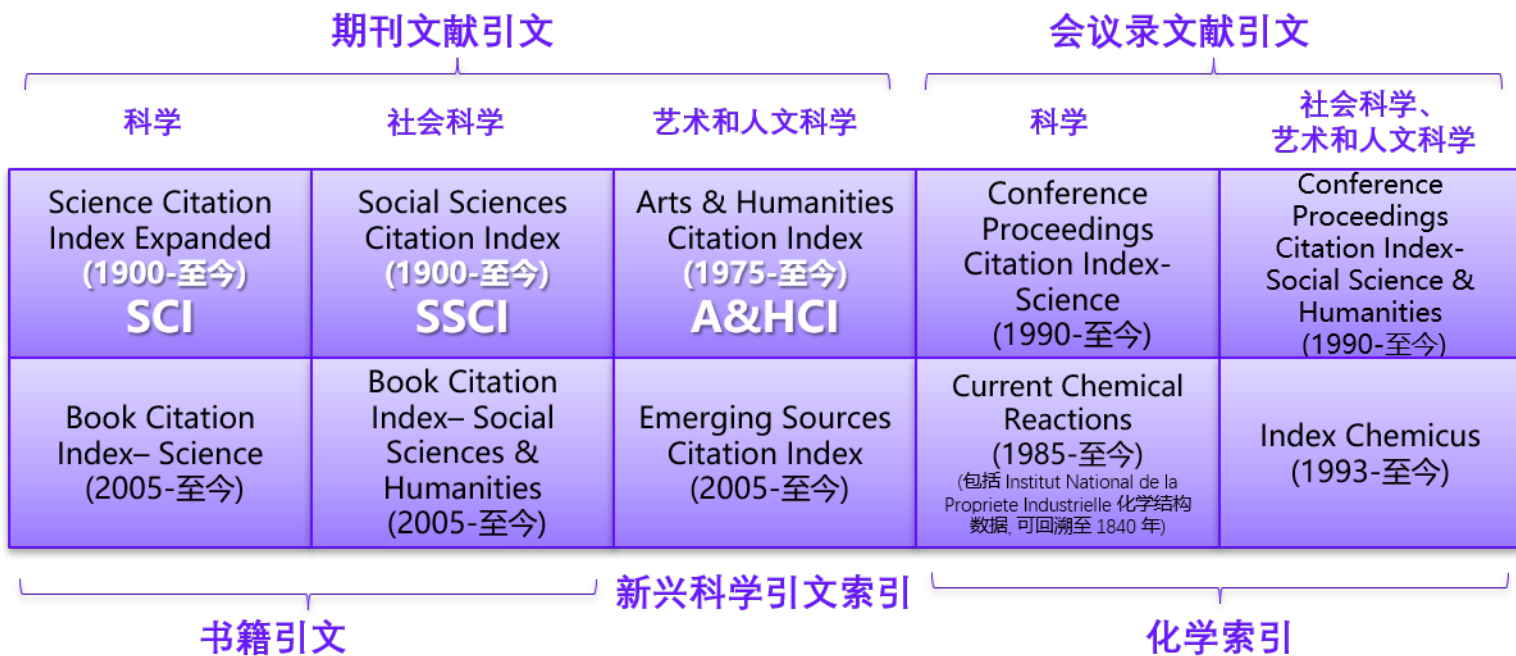 期刊文献引文
会议录文献引文
科学
社会科学
艺术和人文科学
科学
社会科学、
艺术和人文科学
Science Citation
Index Expanded
(1900-至今)
SCI
Social Sciences
Citation Index
(1900-至今)
SSCI
Arts & Humanities
Citation Index
(1975-至今)
A&HCI
Conference
Proceedings
Citation Index-
Science
(1990-至今)
Conference
Proceedings
Citation Index-
Social Science &
Humanities
(1990-至今)
Book Citation
Index– Science
(2005-至今)
Book Citation
Index– Social
Sciences &
Humanities
(2005-至今)
Emerging Sources
Citation Index
(2005-至今)
Current Chemical
Reactions
(1985-至今)
(包括 Institut National de la
Propriete Industrielle 化学结构
数据, 可回溯至 1840 年)
Index Chemicus
(1993-至今)
书籍引文
新兴科学引文索引
化学索引